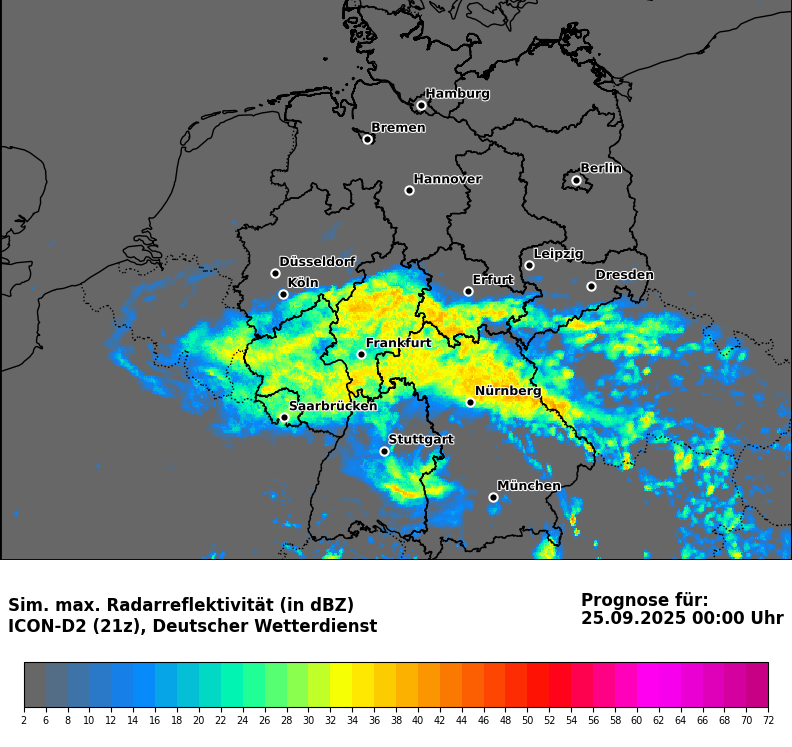 Hamburg
Bremen
Berlin
Hannover
Leipzig
Düsseldorf
Dresden
Köln
Erfurt
Frankfurt
Nürnberg
Saarbrücken
Stuttgart
München
Sim. max. Radarreflektivität (in dBZ)
ICON-D2 (21z), Deutscher Wetterdienst
Prognose für:
25.09.2025 00:00 Uhr
2 6 8 10 12 14 16 18 20 22 24 26 28 30 32 34 36 38 40 42 44 46 48 50 52 54 56 58 60 62 64 66 68 70 72